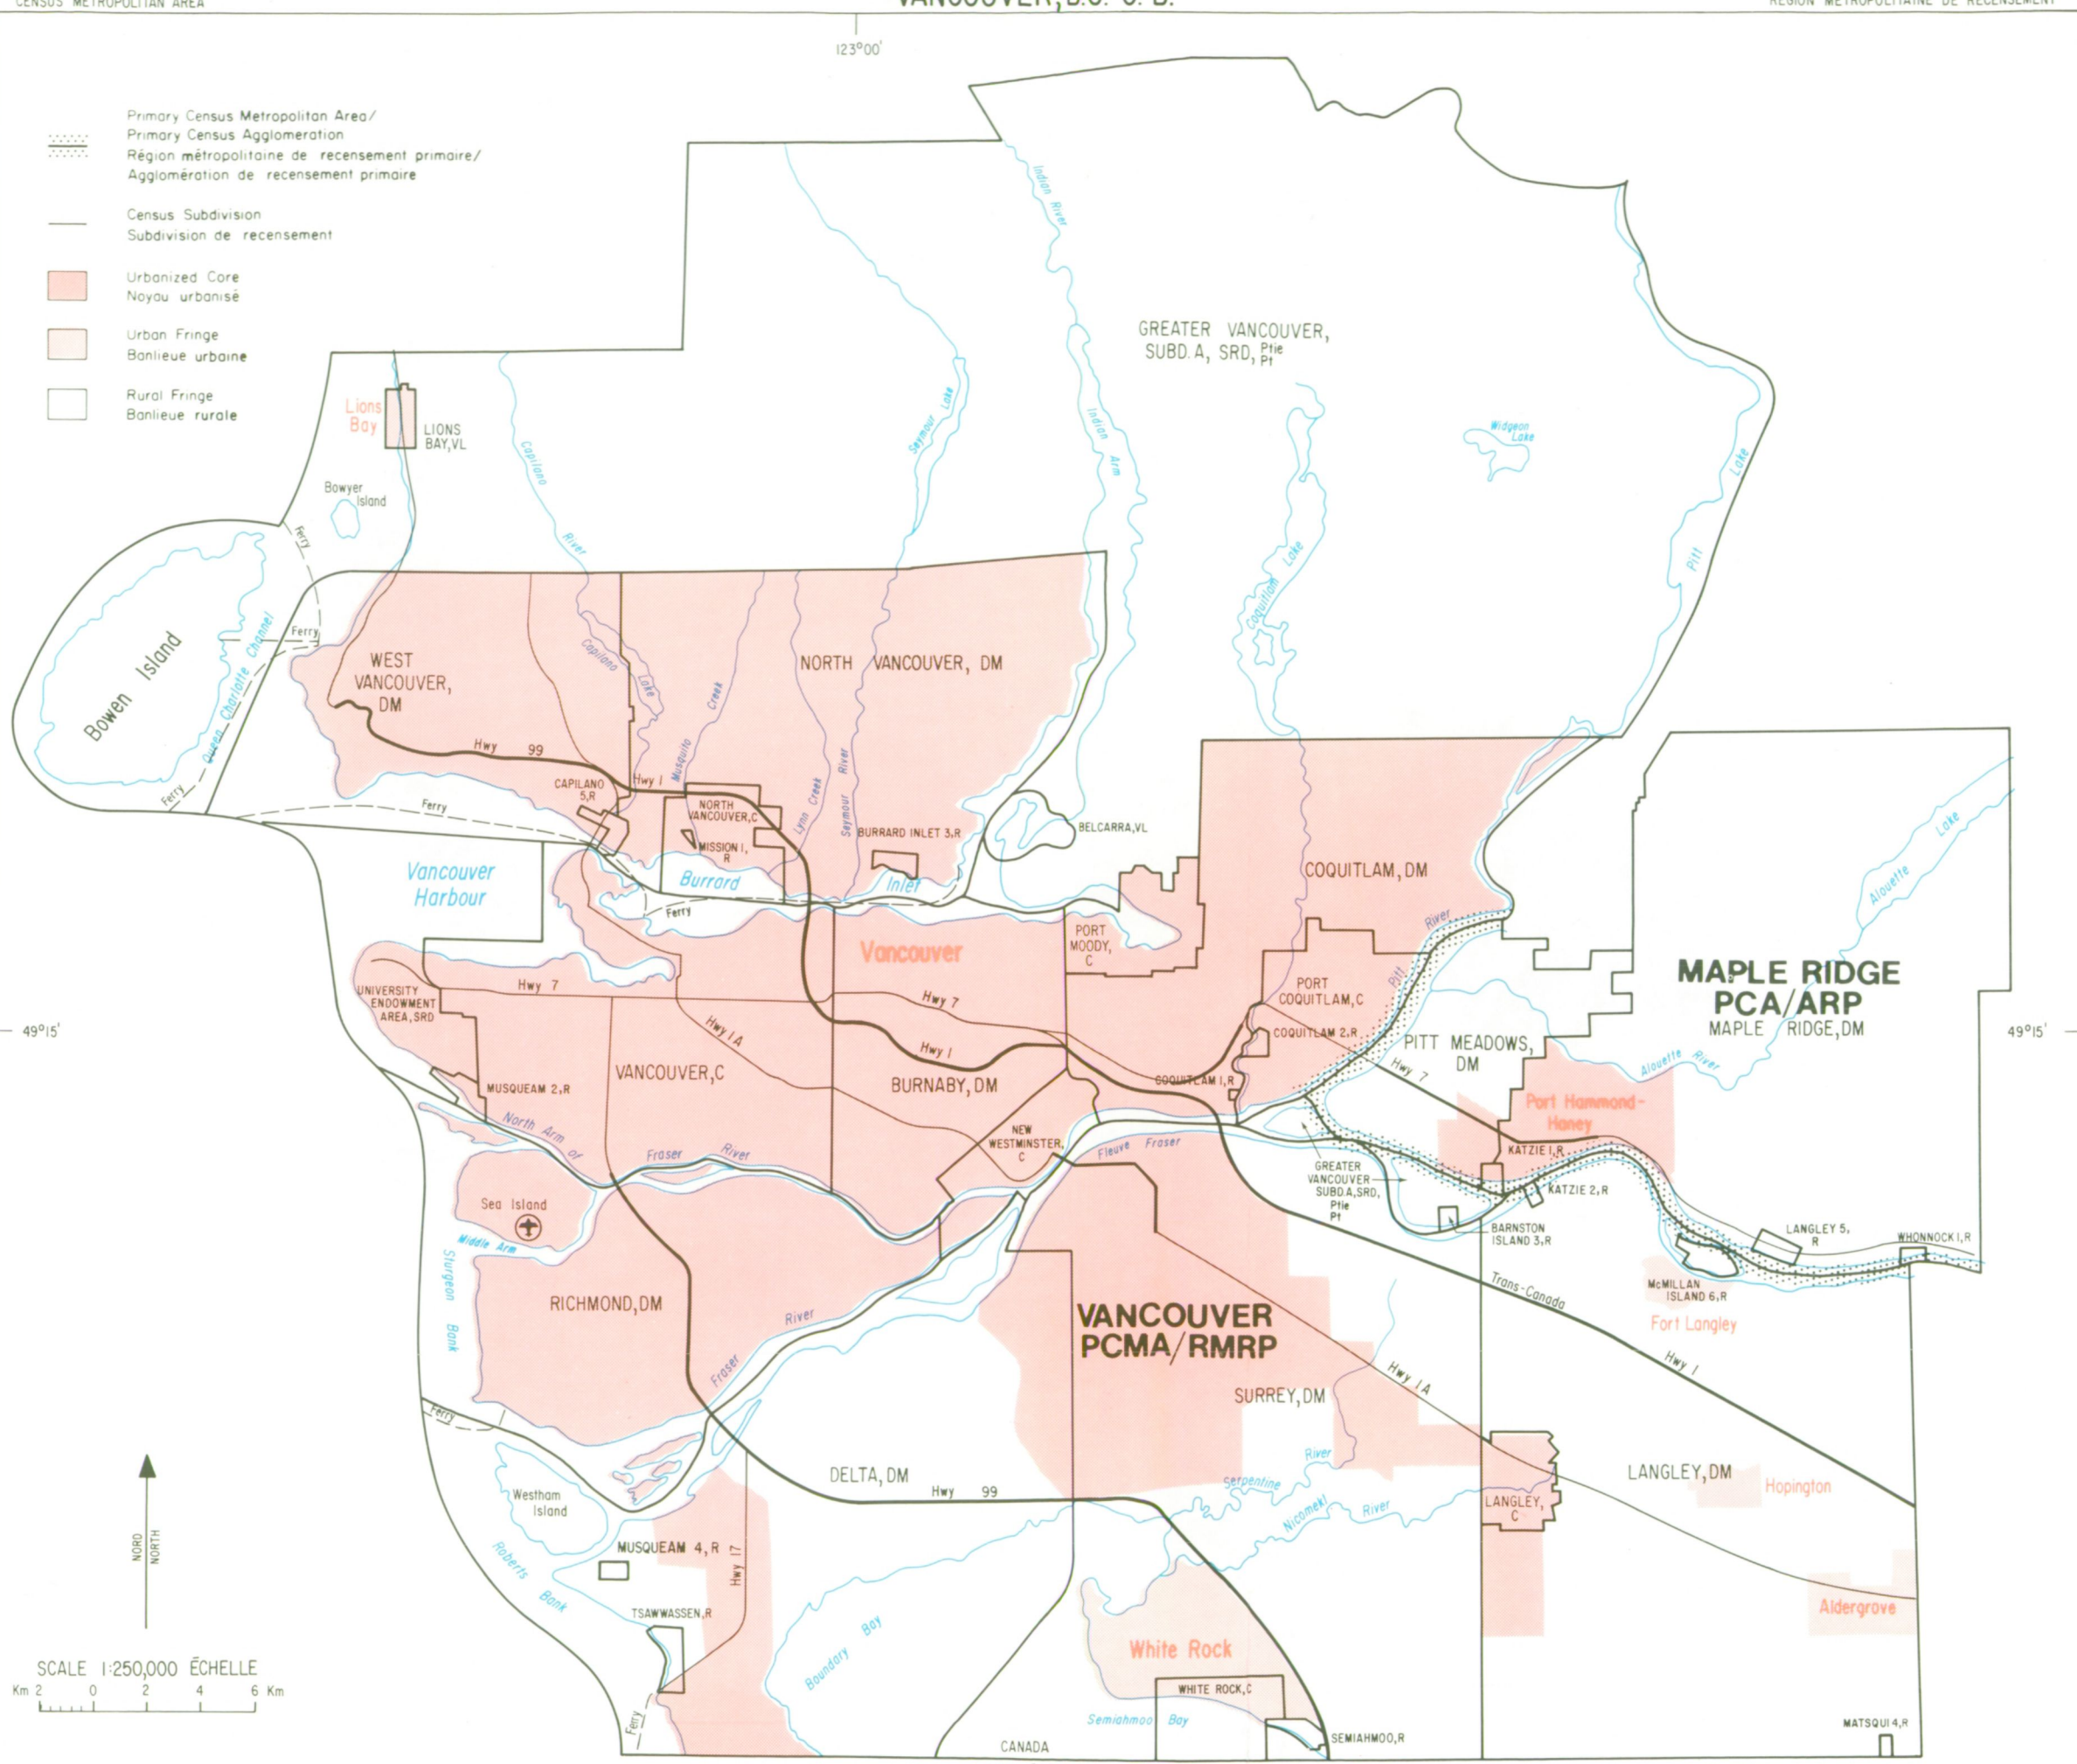 CENSUS METROPOLITAN AREA
VANCOUVER, B.C. C.-B.
RÉGION MÉTROPOLITAINE DE RECENSEMENT
123°00'
Primary Census Metropolitan Area/
Primary Census Agglomeration
Région métropolitaine de recensement primaire/
Agglomération de recensement primaire
Census Subdivision
Subdivision de recensement
Urbanized Core
Noyau urbanisé
Urban Fringe
Banlieue urbaine
Rural Fringe
Banlieue rurale
Indian River
GREATER VANCOUVER,
SUBD. A, SRD, Ptie
Pt
Lions
Bay
LIONS
BAY, VL
Bowyer
Island
Capilano
River
Seymour Lake
Indian Arm
Widgeon
Lake
Pitt Lake
Coquitlam Lake
Ferry
Ferry
Bowen Island
Queen Charlotte Channel
Ferry
WEST
VANCOUVER,
DM
NORTH VANCOUVER, DM
Capilano Lake
Mosquito Creek
Lynn Creek
Seymour River
Hwy 99
Hwy 1
CAPILANO
5, R
NORTH
VANCOUVER, C
MISSION 1,
R
BURRARD INLET 3, R
BELCARRA, VL
Ferry
Vancouver
Harbour
Burrard Inlet
Ferry
COQUITLAM, DM
Alouette Lake
PORT
MOODY,
C
Vancouver
Pitt River
MAPLE RIDGE
PCA/ARP
MAPLE RIDGE, DM
UNIVERSITY
ENDOWMENT
AREA, SRD
Hwy 7
Hwy 7
Hwy 1A
Hwy 1
PORT
COQUITLAM, C
COQUITLAM 2, R
PITT MEADOWS,
DM
49°15'
49°15'
Hwy 7
Alouette River
MUSQUEAM 2, R
VANCOUVER, C
BURNABY, DM
COQUITLAM 1, R
Port Hammond-
Haney
North Arm of Fraser River
NEW
WESTMINSTER,
C
Fleuve Fraser
KATZIE 1, R
GREATER
VANCOUVER
SUBD. A, SRD,
Ptie
Pt
KATZIE 2, R
BARNSTON
ISLAND 3, R
LANGLEY 5,
R
WHONNOCK 1, R
Sea Island
Middle Arm
Sturgeon Bank
McMILLAN
ISLAND 6, R
Fort Langley
Trans-Canada
Hwy 1
RICHMOND, DM
Fraser River
VANCOUVER
PCMA/RMRP
SURREY, DM
Hwy 1A
Ferry
Westham
Island
DELTA, DM
Hwy 99
Serpentine River
Nicomekl River
LANGLEY,
C
LANGLEY, DM
Hopington
NORD
NORTH
Roberts Bank
MUSQUEAM 4, R
Hwy 17
TSAWWASSEN, R
Boundary Bay
White Rock
WHITE ROCK, C
Aldergrove
SCALE 1:250,000 ÉCHELLE
Km 2 0 2 4 6 Km
Ferry
Semiahmoo Bay
SEMIAHMOO, R
CANADA
MATSQUI 4, R